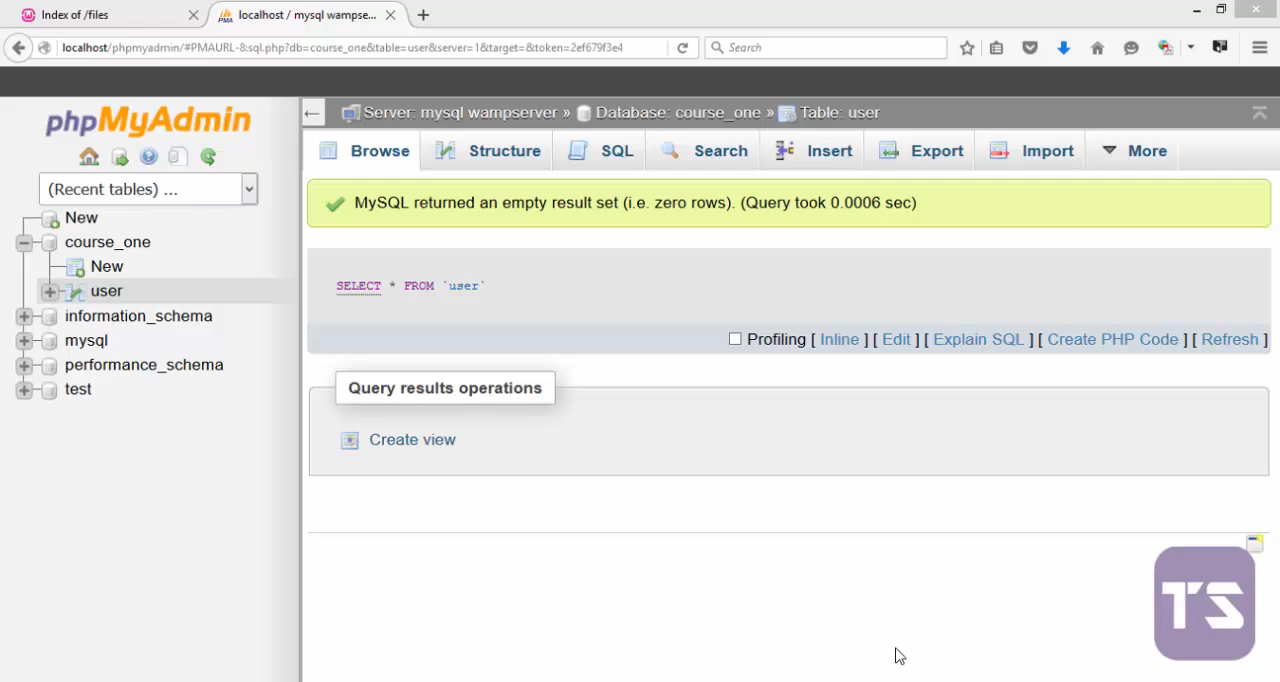 Index of /files
localhost / mysql wampse...
localhost/phpmyadmin/#PMAURL-8:sql.php?db=course_one&table=user&server=1&target=&token=2ef679f3e4
Search
phpMyAdmin
(Recent tables) ...
New
course_one
New
user
information_schema
mysql
performance_schema
test
Server: mysql wampserver » Database: course_one » Table: user
Browse Structure SQL Search Insert Export Import More
MySQL returned an empty result set (i.e. zero rows). (Query took 0.0006 sec)
SELECT * FROM `user`
Profiling [ Inline ] [ Edit ] [ Explain SQL ] [ Create PHP Code ] [ Refresh ]
Query results operations
Create view
TS